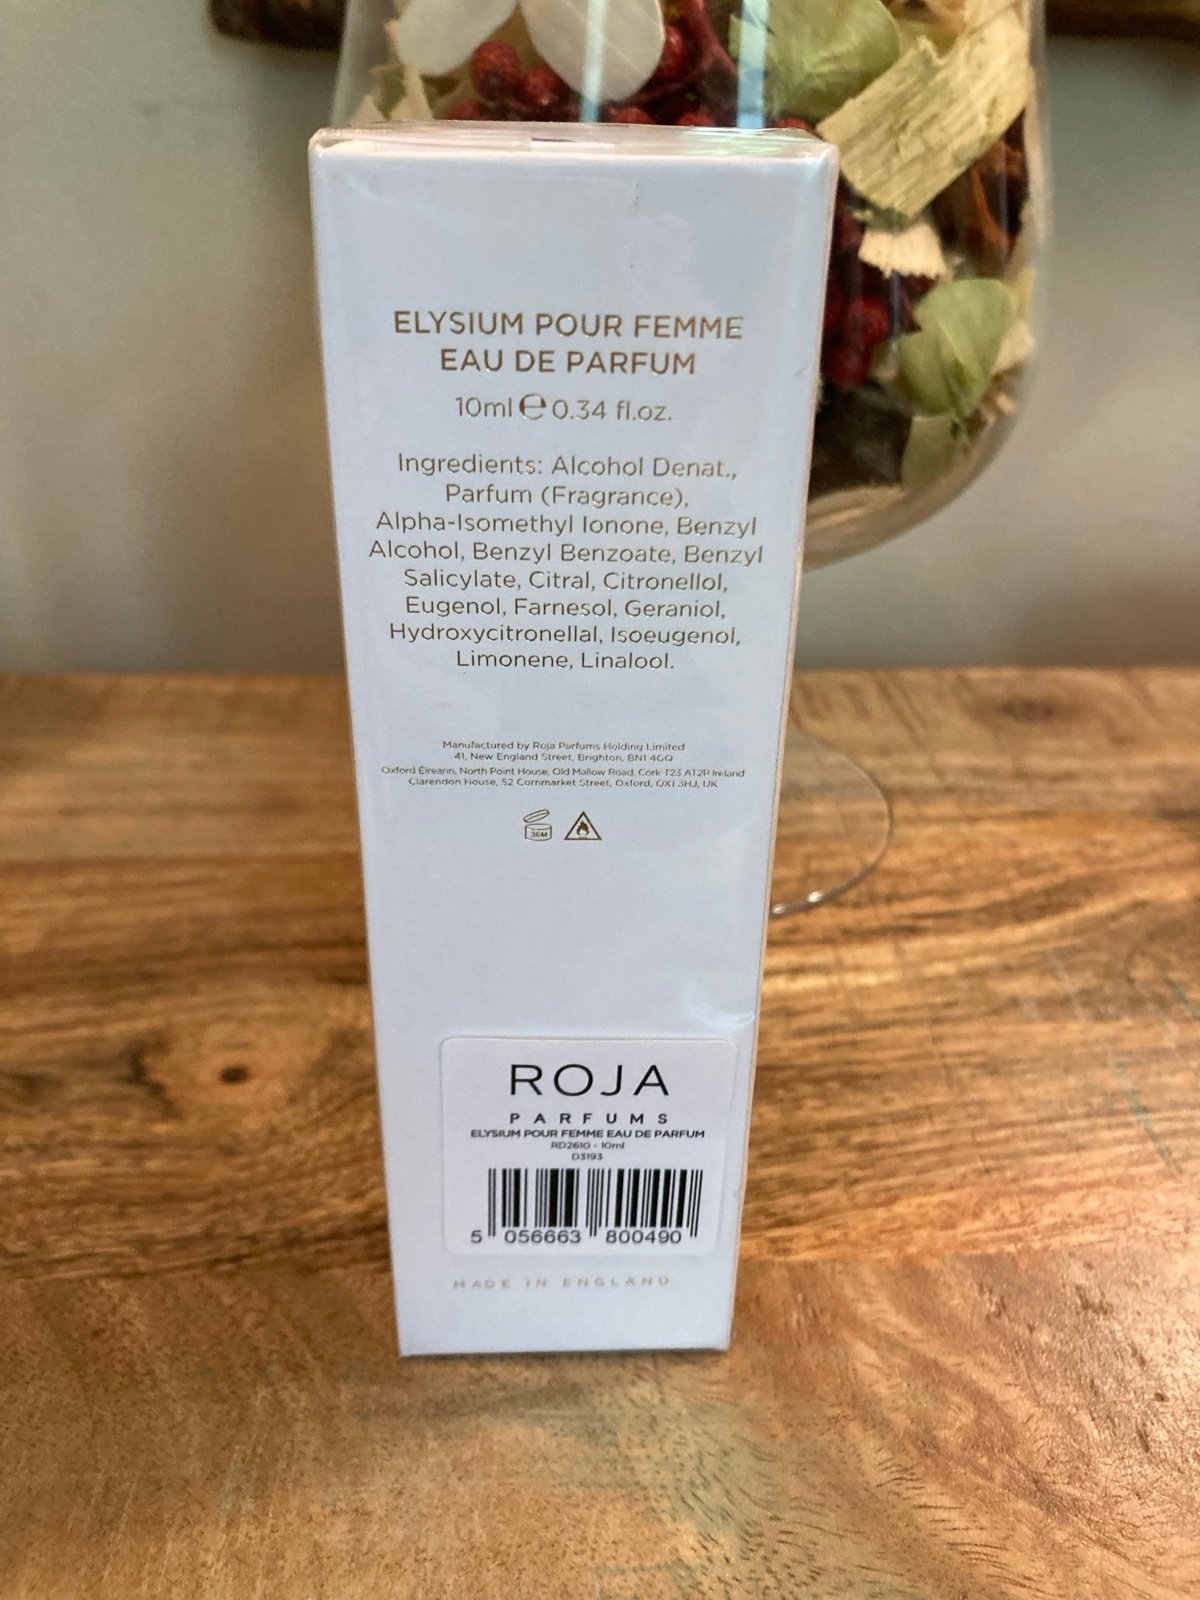 ELYSIUM POUR FEMME
EAU DE PARFUM
10ml ℮ 0.34 fl.oz.
Ingredients: Alcohol Denat.,
Parfum (Fragrance),
Alpha-Isomethyl Ionone, Benzyl
Alcohol, Benzyl Benzoate, Benzyl
Salicylate, Citral, Citronellol,
Eugenol, Farnesol, Geraniol,
Hydroxycitronellal, Isoeugenol,
Limonene, Linalool.
Manufactured by Roja Parfums Holding Limited
41, New England Street, Brighton, BN1 4GQ
Oxford Éireann, North Point House, Old Mallow Road, Cork T23 AT2P Ireland
Clarendon House, 52 Cornmarket Street, Oxford, OX1 3HJ, UK
36M
ROJA
PARFUMS
ELYSIUM POUR FEMME EAU DE PARFUM
RD2610 - 10ml
D3193
5 056663 800490
MADE IN ENGLAND